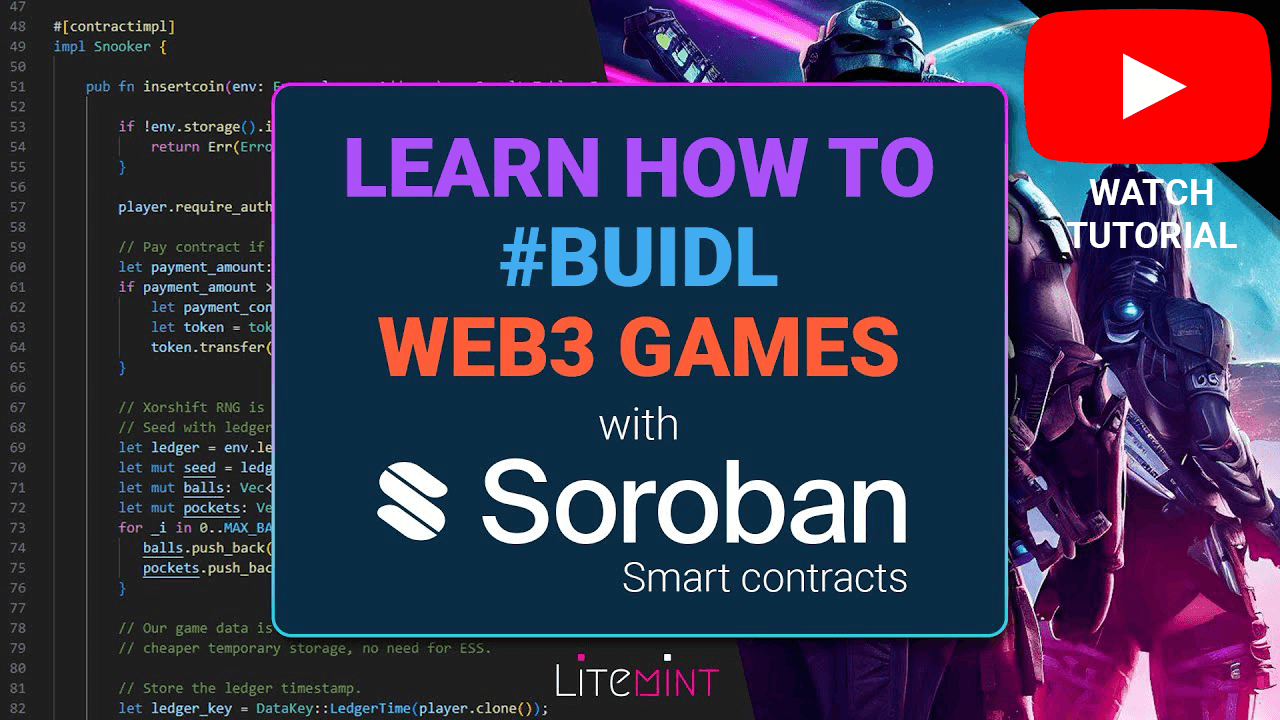 47
48 #[contractimpl]
49 impl Snooker {
50
51 pub fn insertcoin(env:
52
53 if !env.storage().i
54 return Err(Erro
55 }
56
57 player.require_auth
58
59 // Pay contract if
60 let payment_amount:
61 if payment_amount >
62 let payment_con
63 let token = tok
64 token.transfer(
65 }
66
67 // Xorshift RNG is
68 // Seed with ledger
69 let ledger = env.le
70 let mut seed = ledg
71 let mut balls: Vec<
72 let mut pockets: Ve
73 for _i in 0..MAX_BA
74 balls.push_back(
75 pockets.push_bac
76 }
77
78 // Our game data is
79 // cheaper temporary storage, no need for ESS.
80
81 // Store the ledger timestamp.
82 let ledger_key = DataKey::LedgerTime(player.clone());
LEARN HOW TO
#BUIDL
WEB3 GAMES
with
Soroban
Smart contracts
LITEMINT
WATCH
TUTORIAL